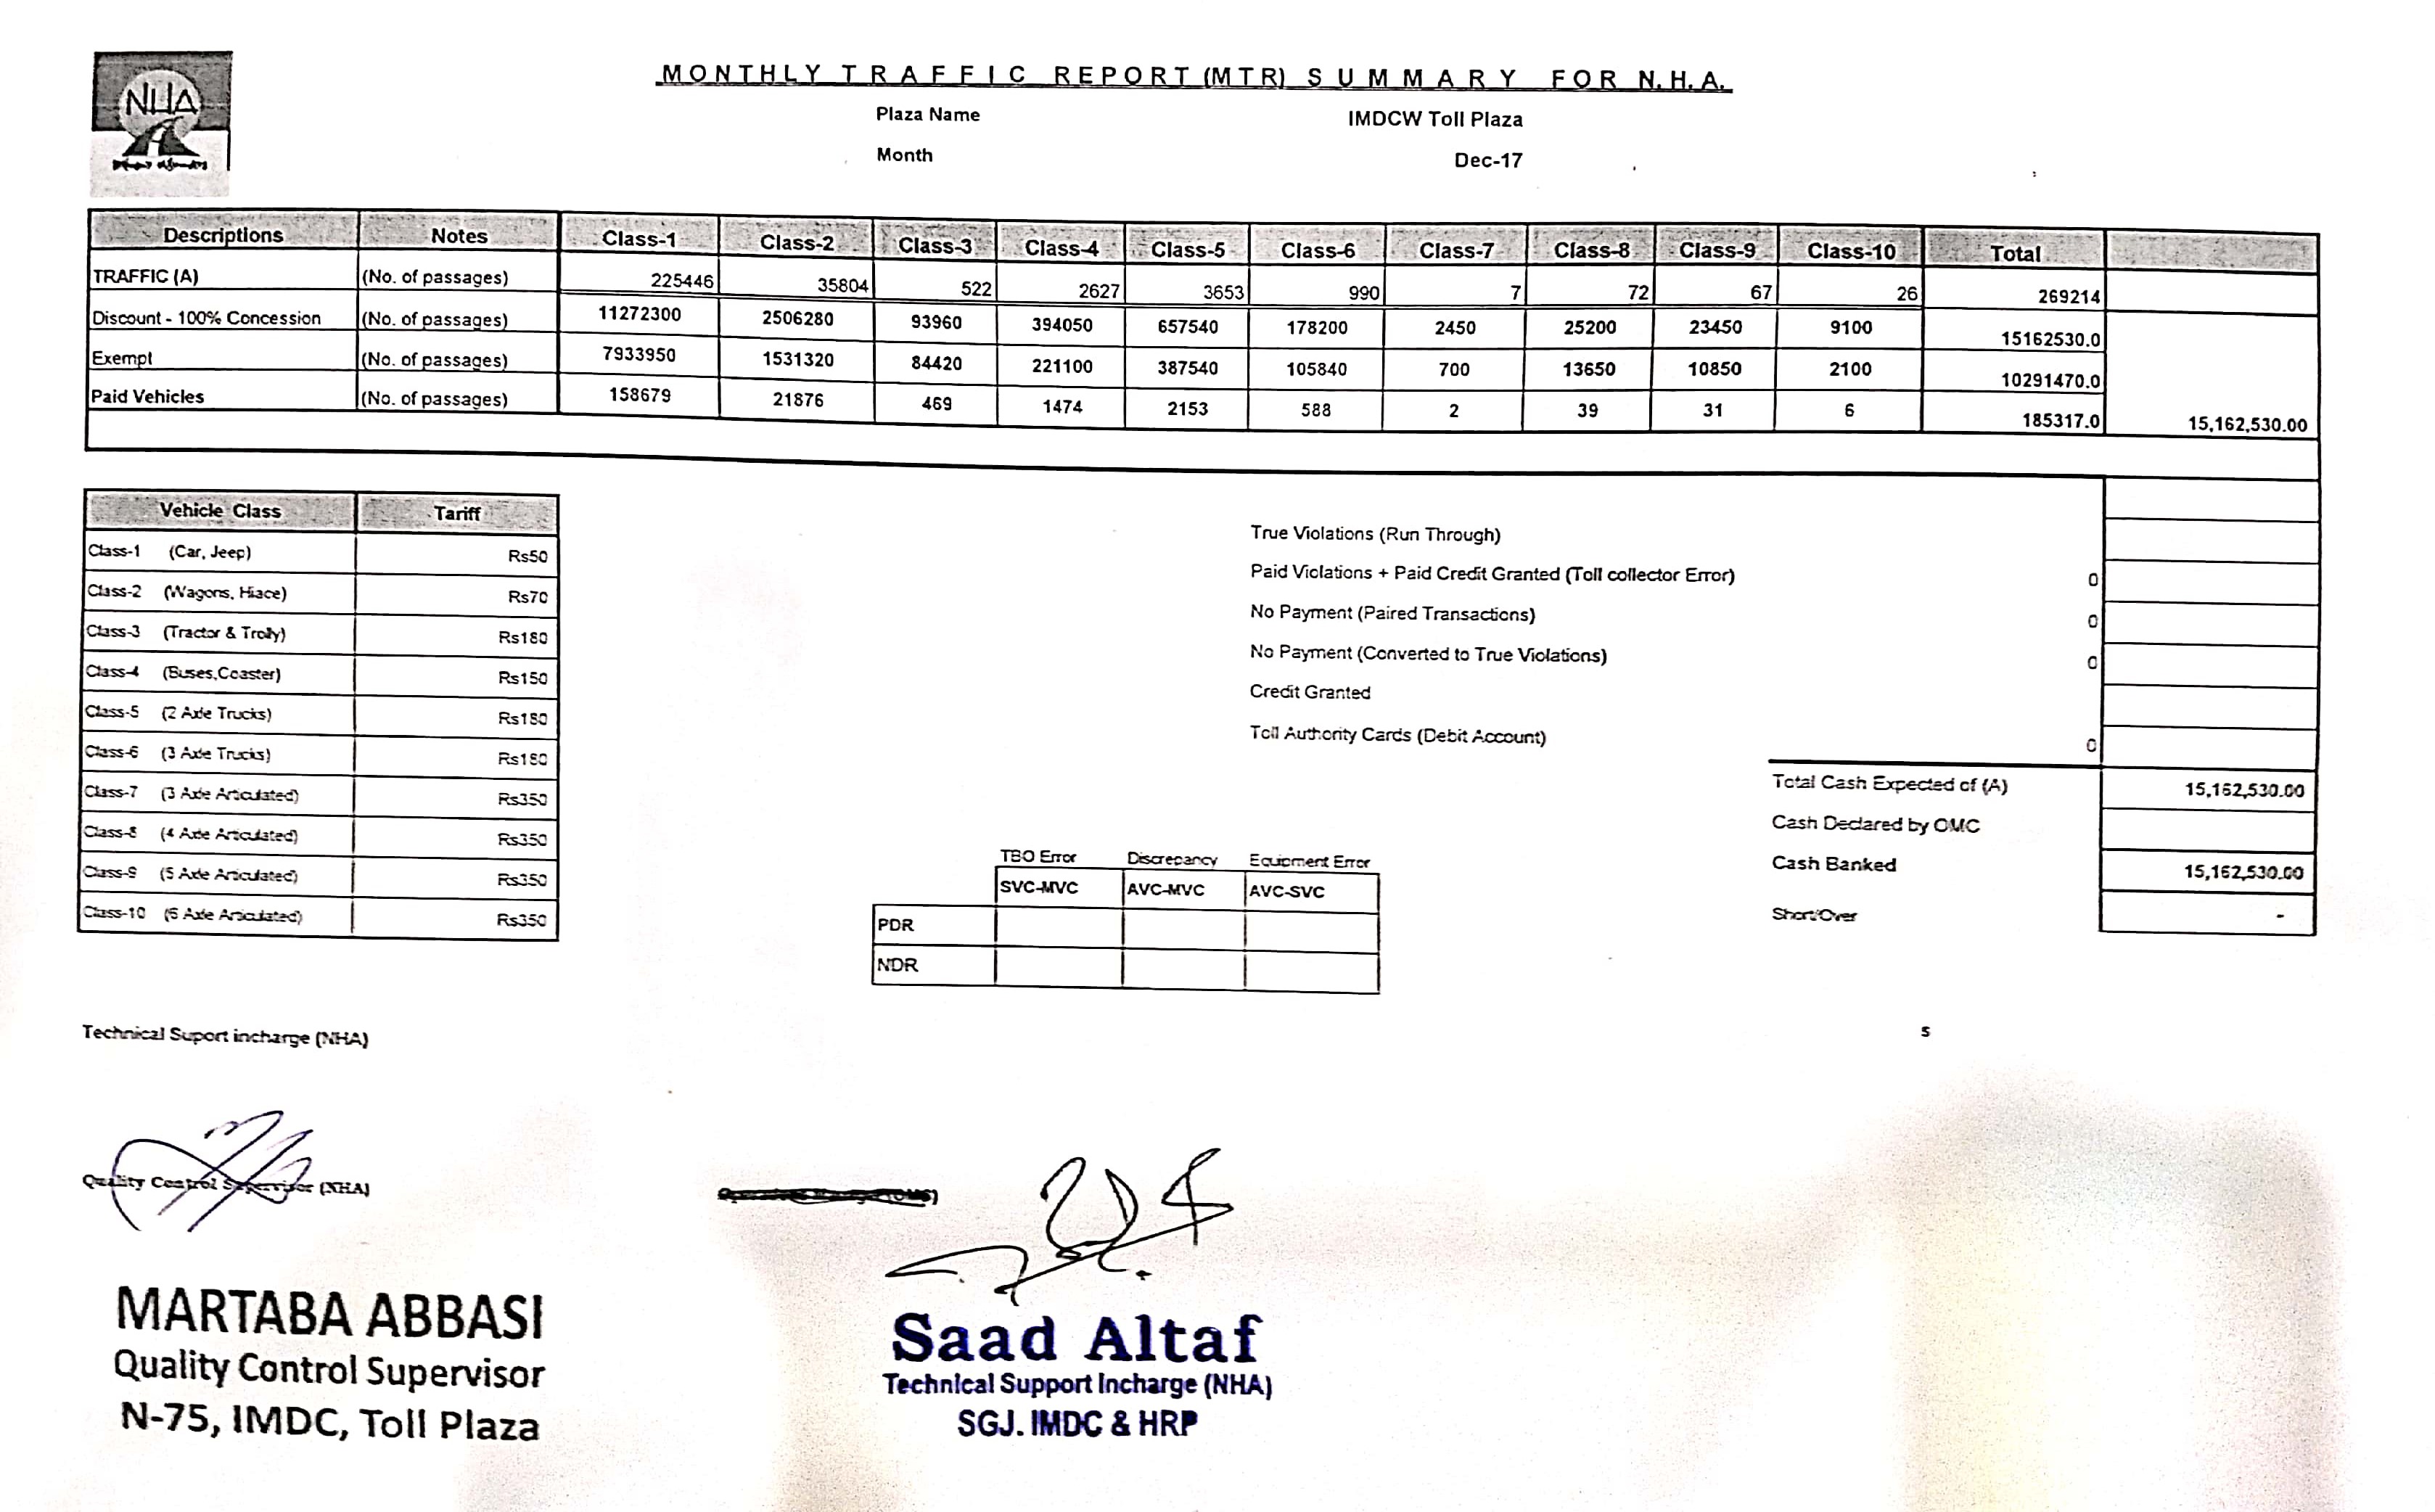 NHA
MONTHLY TRAFFIC REPORT (MTR) SUMMARY FOR N.H.A.
Plaza Name IMDCW Toll Plaza
Month Dec-17
Descriptions Notes Class-1 Class-2 Class-3 Class-4 Class-5 Class-6 Class-7 Class-8 Class-9 Class-10 Total
TRAFFIC (A) (No. of passages) 225446 35804 522 2627 3653 990 7 72 67 26 269214
Discount - 100% Concession (No. of passages) 11272300 2506280 93960 394050 657540 178200 2450 25200 23450 9100 15162530.0
Exempt (No. of passages) 7933950 1531320 84420 221100 387540 105840 700 13650 10850 2100 10291470.0
Paid Vehicles (No. of passages) 158679 21876 469 1474 2153 588 2 39 31 6 185317.0 15,162,530.00
Vehicle Class Tariff
Class-1 (Car, Jeep) Rs50
Class-2 (Wagons, Hiace) Rs70
Class-3 (Tractor & Trolly) Rs180
Class-4 (Buses,Coaster) Rs150
Class-5 (2 Axle Trucks) Rs180
Class-6 (3 Axle Trucks) Rs180
Class-7 (3 Axle Articulated) Rs350
Class-8 (4 Axle Articulated) Rs350
Class-9 (5 Axle Articulated) Rs350
Class-10 (6 Axle Articulated) Rs350
True Violations (Run Through)
Paid Violations + Paid Credit Granted (Toll collector Error) 0
No Payment (Paired Transactions) 0
No Payment (Converted to True Violations) 0
Credit Granted
Toll Authority Cards (Debit Account) 0
Total Cash Expected of (A) 15,162,530.00
Cash Declared by OMC
Cash Banked 15,162,530.00
Short/Over -
TBO Error Discrepancy Equipment Error
SVC-MVC AVC-MVC AVC-SVC
PDR
NDR
Technical Suport incharge (NHA)
s
Quality Control Supervisor (NHA)
MARTABA ABBASI
Quality Control Supervisor
N-75, IMDC, Toll Plaza
Saad Altaf
Technical Support Incharge (NHA)
SGJ. IMDC & HRP